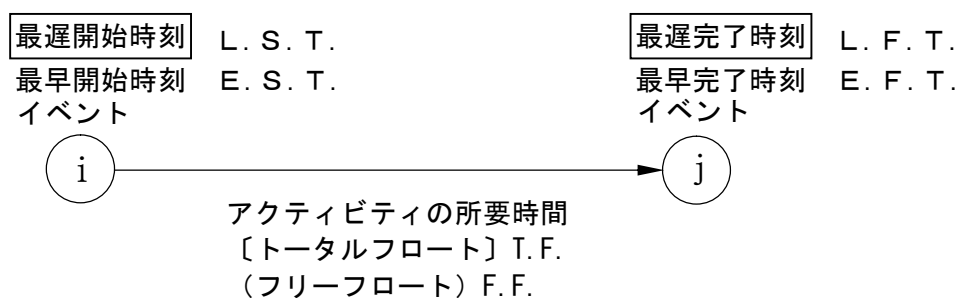 最遅開始時刻 L.S.T.
最遅完了時刻 L.F.T.
最早開始時刻 E.S.T.
最早完了時刻 E.F.T.
イベント
イベント
i
j
アクティビティの所要時間
〔トータルフロート〕T.F.
(フリーフロート)F.F.